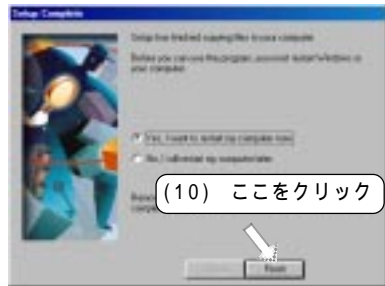 Setup Complete
Setup has finished copying files to your computer.
Before you can use the program, you must restart Windows or
your computer.
Yes, I want to restart my computer now.
No, I will restart my computer later.
(10) ここをクリック
Finish